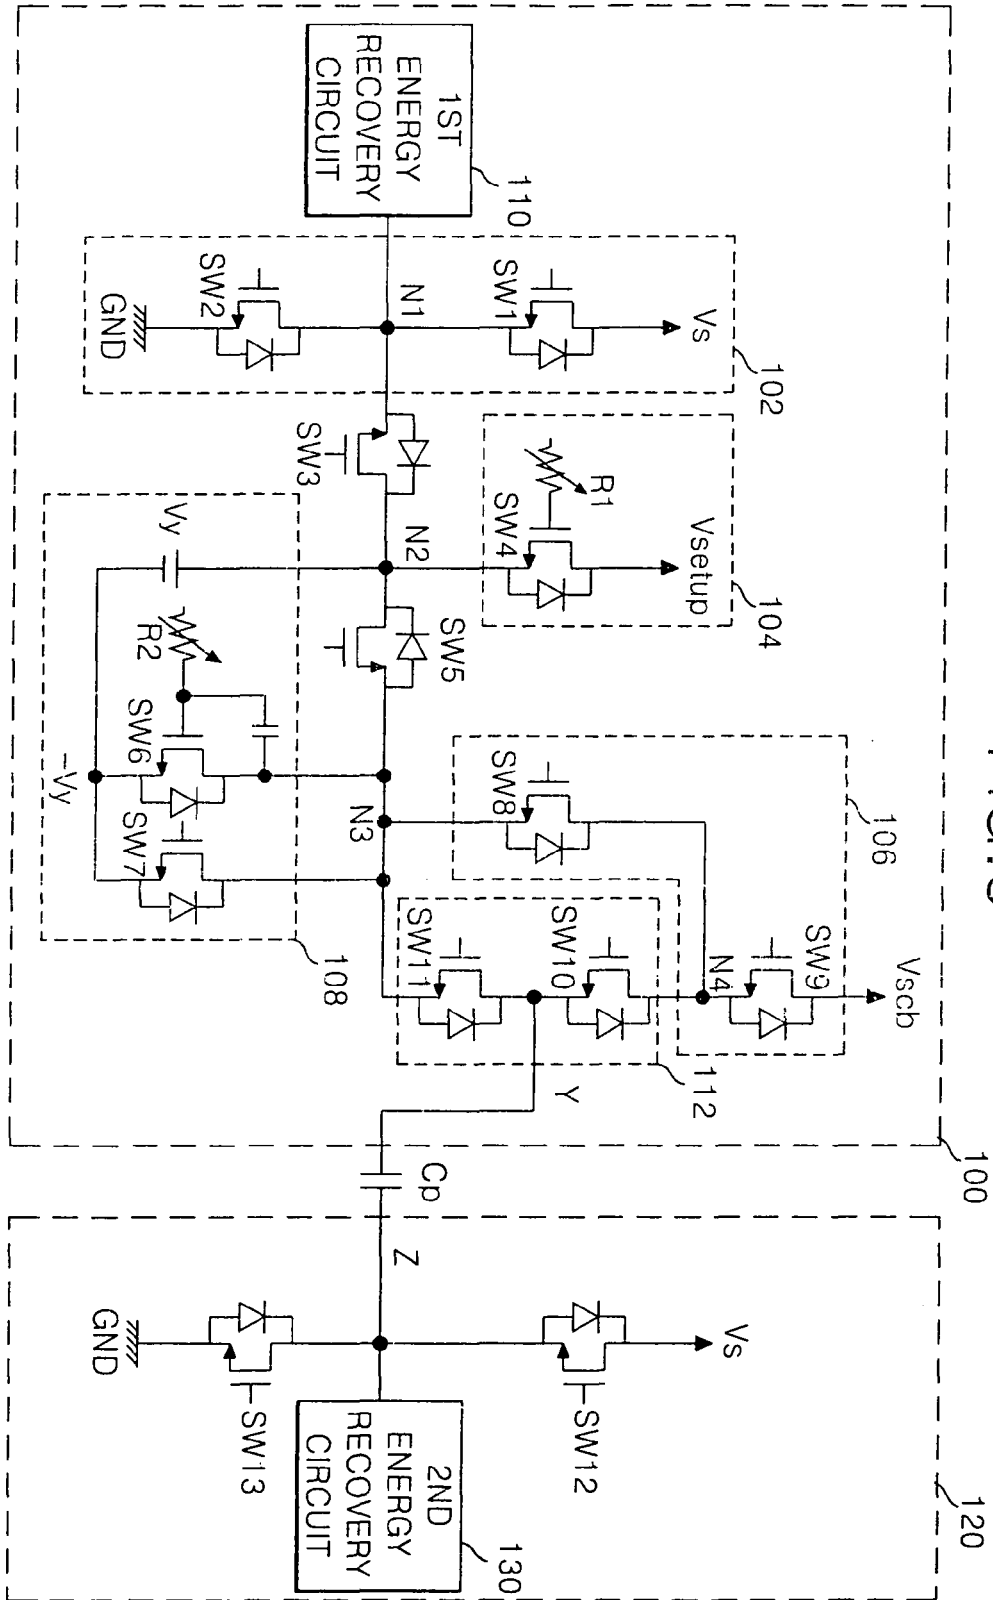 1ST
ENERGY
RECOVERY
CIRCUIT
110
Vs
SW1
N1
SW2
GND
102
SW3
R1
Vsetup
SW4
104
N2
SW5
Vy
R2
SW6
-Vy
SW7
108
N3
SW8
106
SW9
Vscb
N4
SW10
SW11
112
Y
100
Cp
Z
Vs
SW12
SW13
GND
2ND
ENERGY
RECOVERY
CIRCUIT
130
120